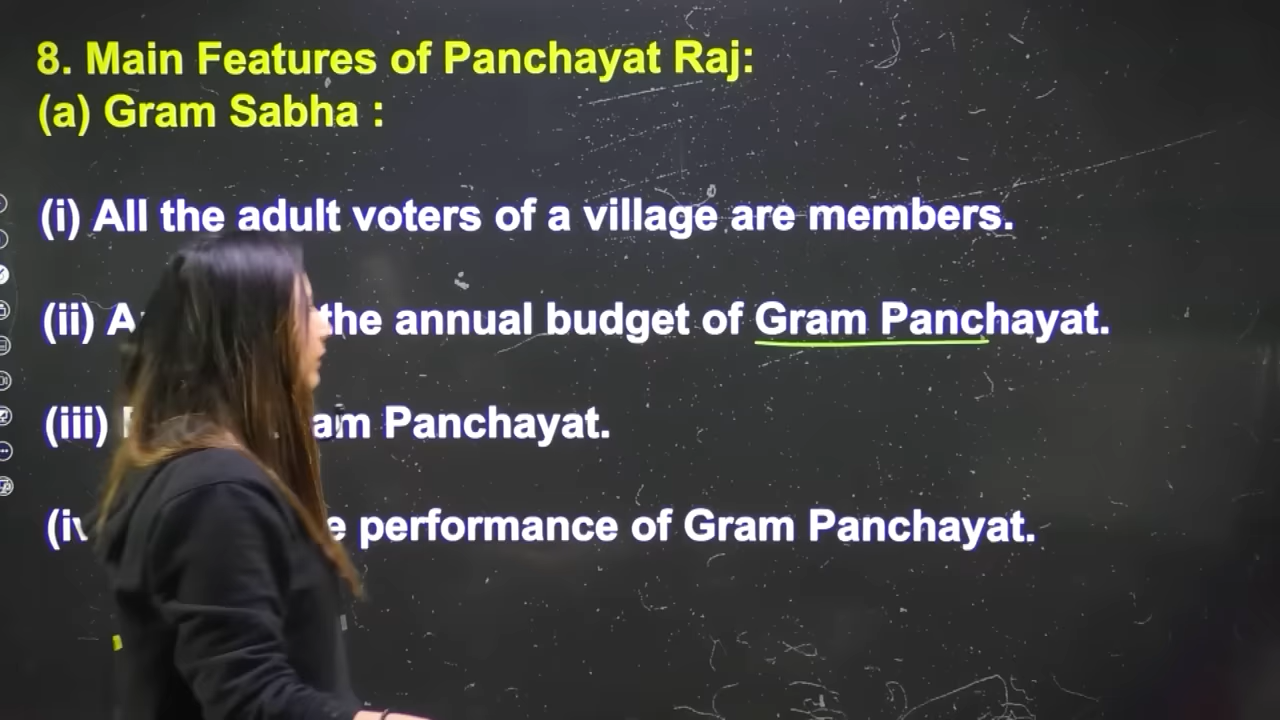 8. Main Features of Panchayat Raj:
(a) Gram Sabha :
(i) All the adult voters of a village are members.
(ii) the annual budget of Gram Panchayat.
(iii) Panchayat.
performance of Gram Panchayat.